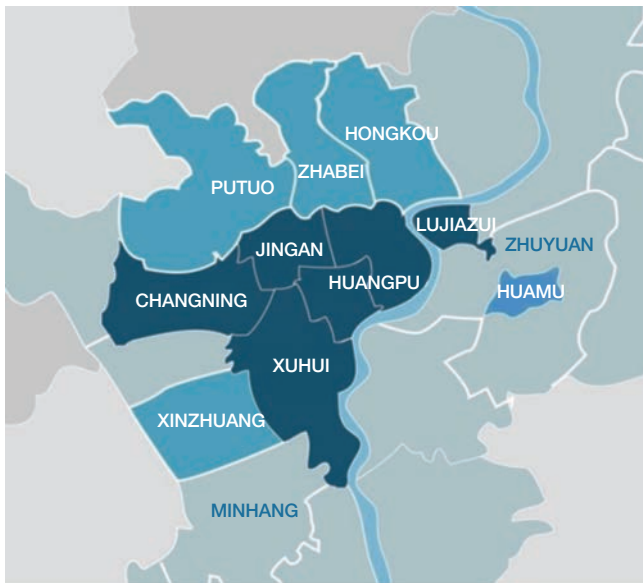 HONGKOU
ZHABEI
PUTUO
LUJIAZUI
JINGAN
ZHUYUAN
HUANGPU
HUAMU
CHANGNING
XUHUI
XINZHUANG
MINHANG